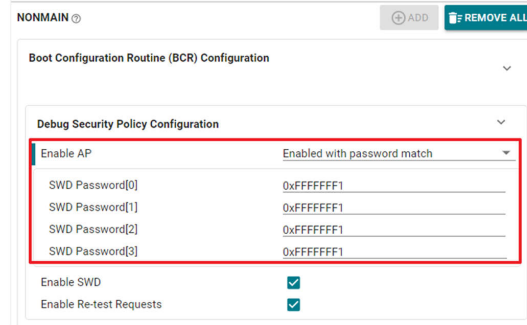 NONMAIN
ADD
REMOVE ALL
Boot Configuration Routine (BCR) Configuration
Debug Security Policy Configuration
Enable AP Enabled with password match
SWD Password[0] 0xFFFFFFF1
SWD Password[1] 0xFFFFFFF1
SWD Password[2] 0xFFFFFFF1
SWD Password[3] 0xFFFFFFF1
Enable SWD
Enable Re-test Requests